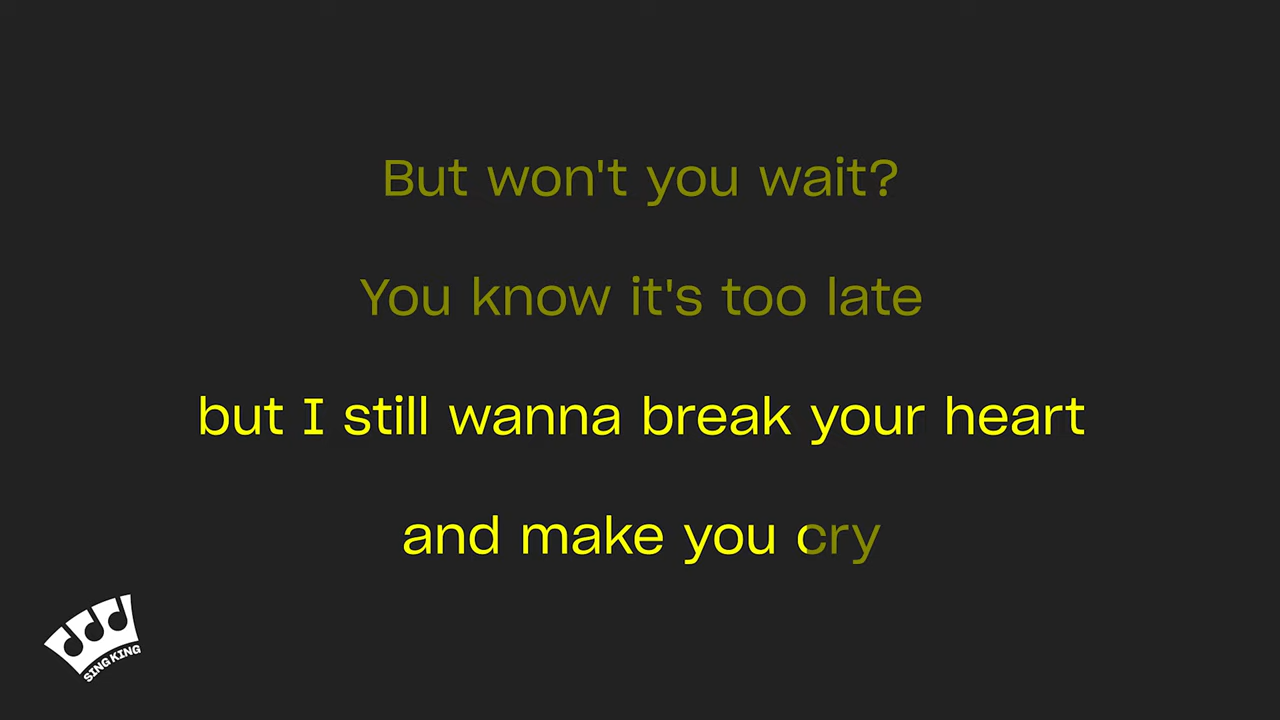 But won't you wait?
You know it's too late
but I still wanna break your heart
and make you cry
SING KING